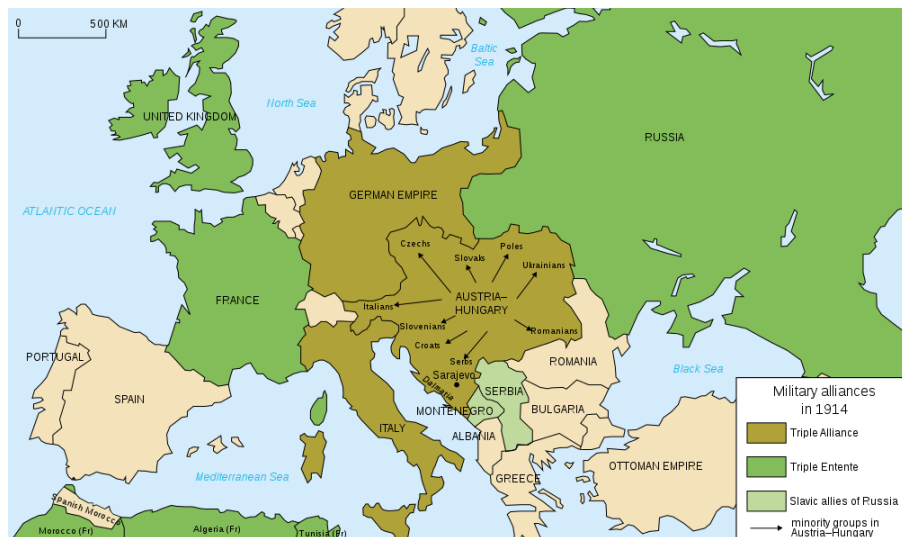 0
500 KM
Baltic
Sea
North Sea
UNITED KINGDOM
RUSSIA
ATLANTIC OCEAN
GERMAN EMPIRE
Czechs
Poles
Slovaks
Ukrainians
FRANCE
AUSTRIA–
HUNGARY
Italians
Slovenians
Romanians
Croats
Serbs
Sarajevo
Dalmatia
PORTUGAL
SPAIN
ROMANIA
Black Sea
SERBIA
MONTENEGRO
BULGARIA
ITALY
ALBANIA
GREECE
OTTOMAN EMPIRE
Mediterranean Sea
Spanish Morocco
Morocco (Fr)
Algeria (Fr)
Tunisia (Fr)
Military alliances
in 1914
Triple Alliance
Triple Entente
Slavic allies of Russia
minority groups in
Austria–Hungary